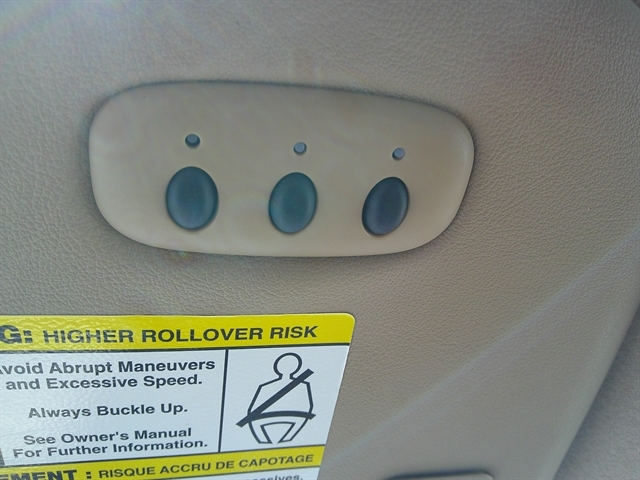 G: HIGHER ROLLOVER RISK
void Abrupt Maneuvers
and Excessive Speed.
Always Buckle Up.
See Owner's Manual
For Further Information.
EMENT : RISQUE ACCRU DE CAPOTAGE